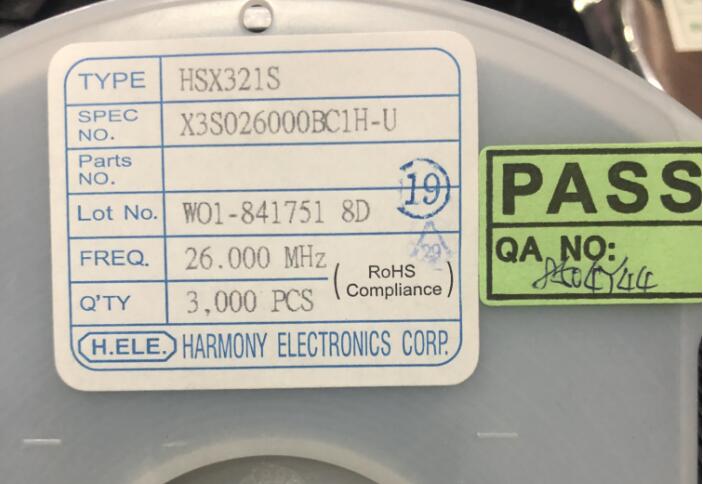 TYPE HSX321S
SPEC NO. X3S026000BC1H-U
Parts NO.
19
Lot No. W01-841751 8D
29
FREQ. 26.000 MHz
Q'TY 3,000 PCS
(RoHS Compliance)
H.ELE. HARMONY ELECTRONICS CORP.
PASS
QA NO: